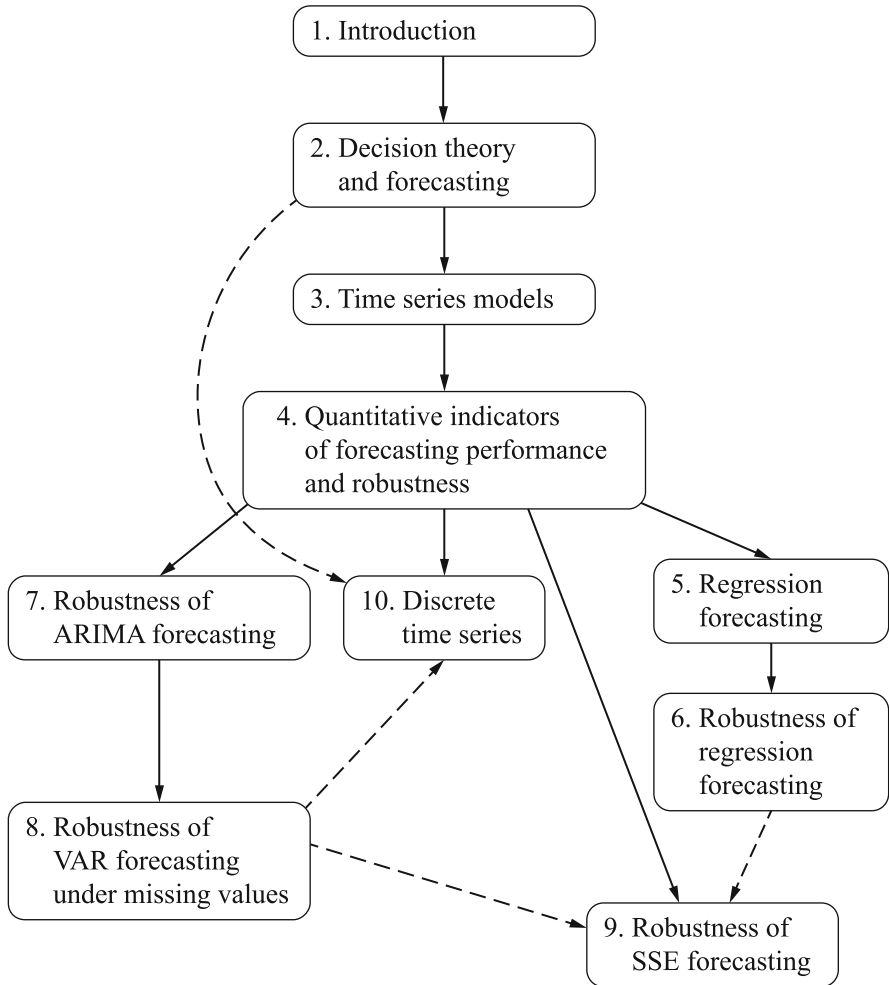 1. Introduction
2. Decision theory
and forecasting
3. Time series models
4. Quantitative indicators
of forecasting performance
and robustness
7. Robustness of
ARIMA forecasting
10. Discrete
time series
5. Regression
forecasting
6. Robustness of
regression
forecasting
8. Robustness of
VAR forecasting
under missing values
9. Robustness of
SSE forecasting